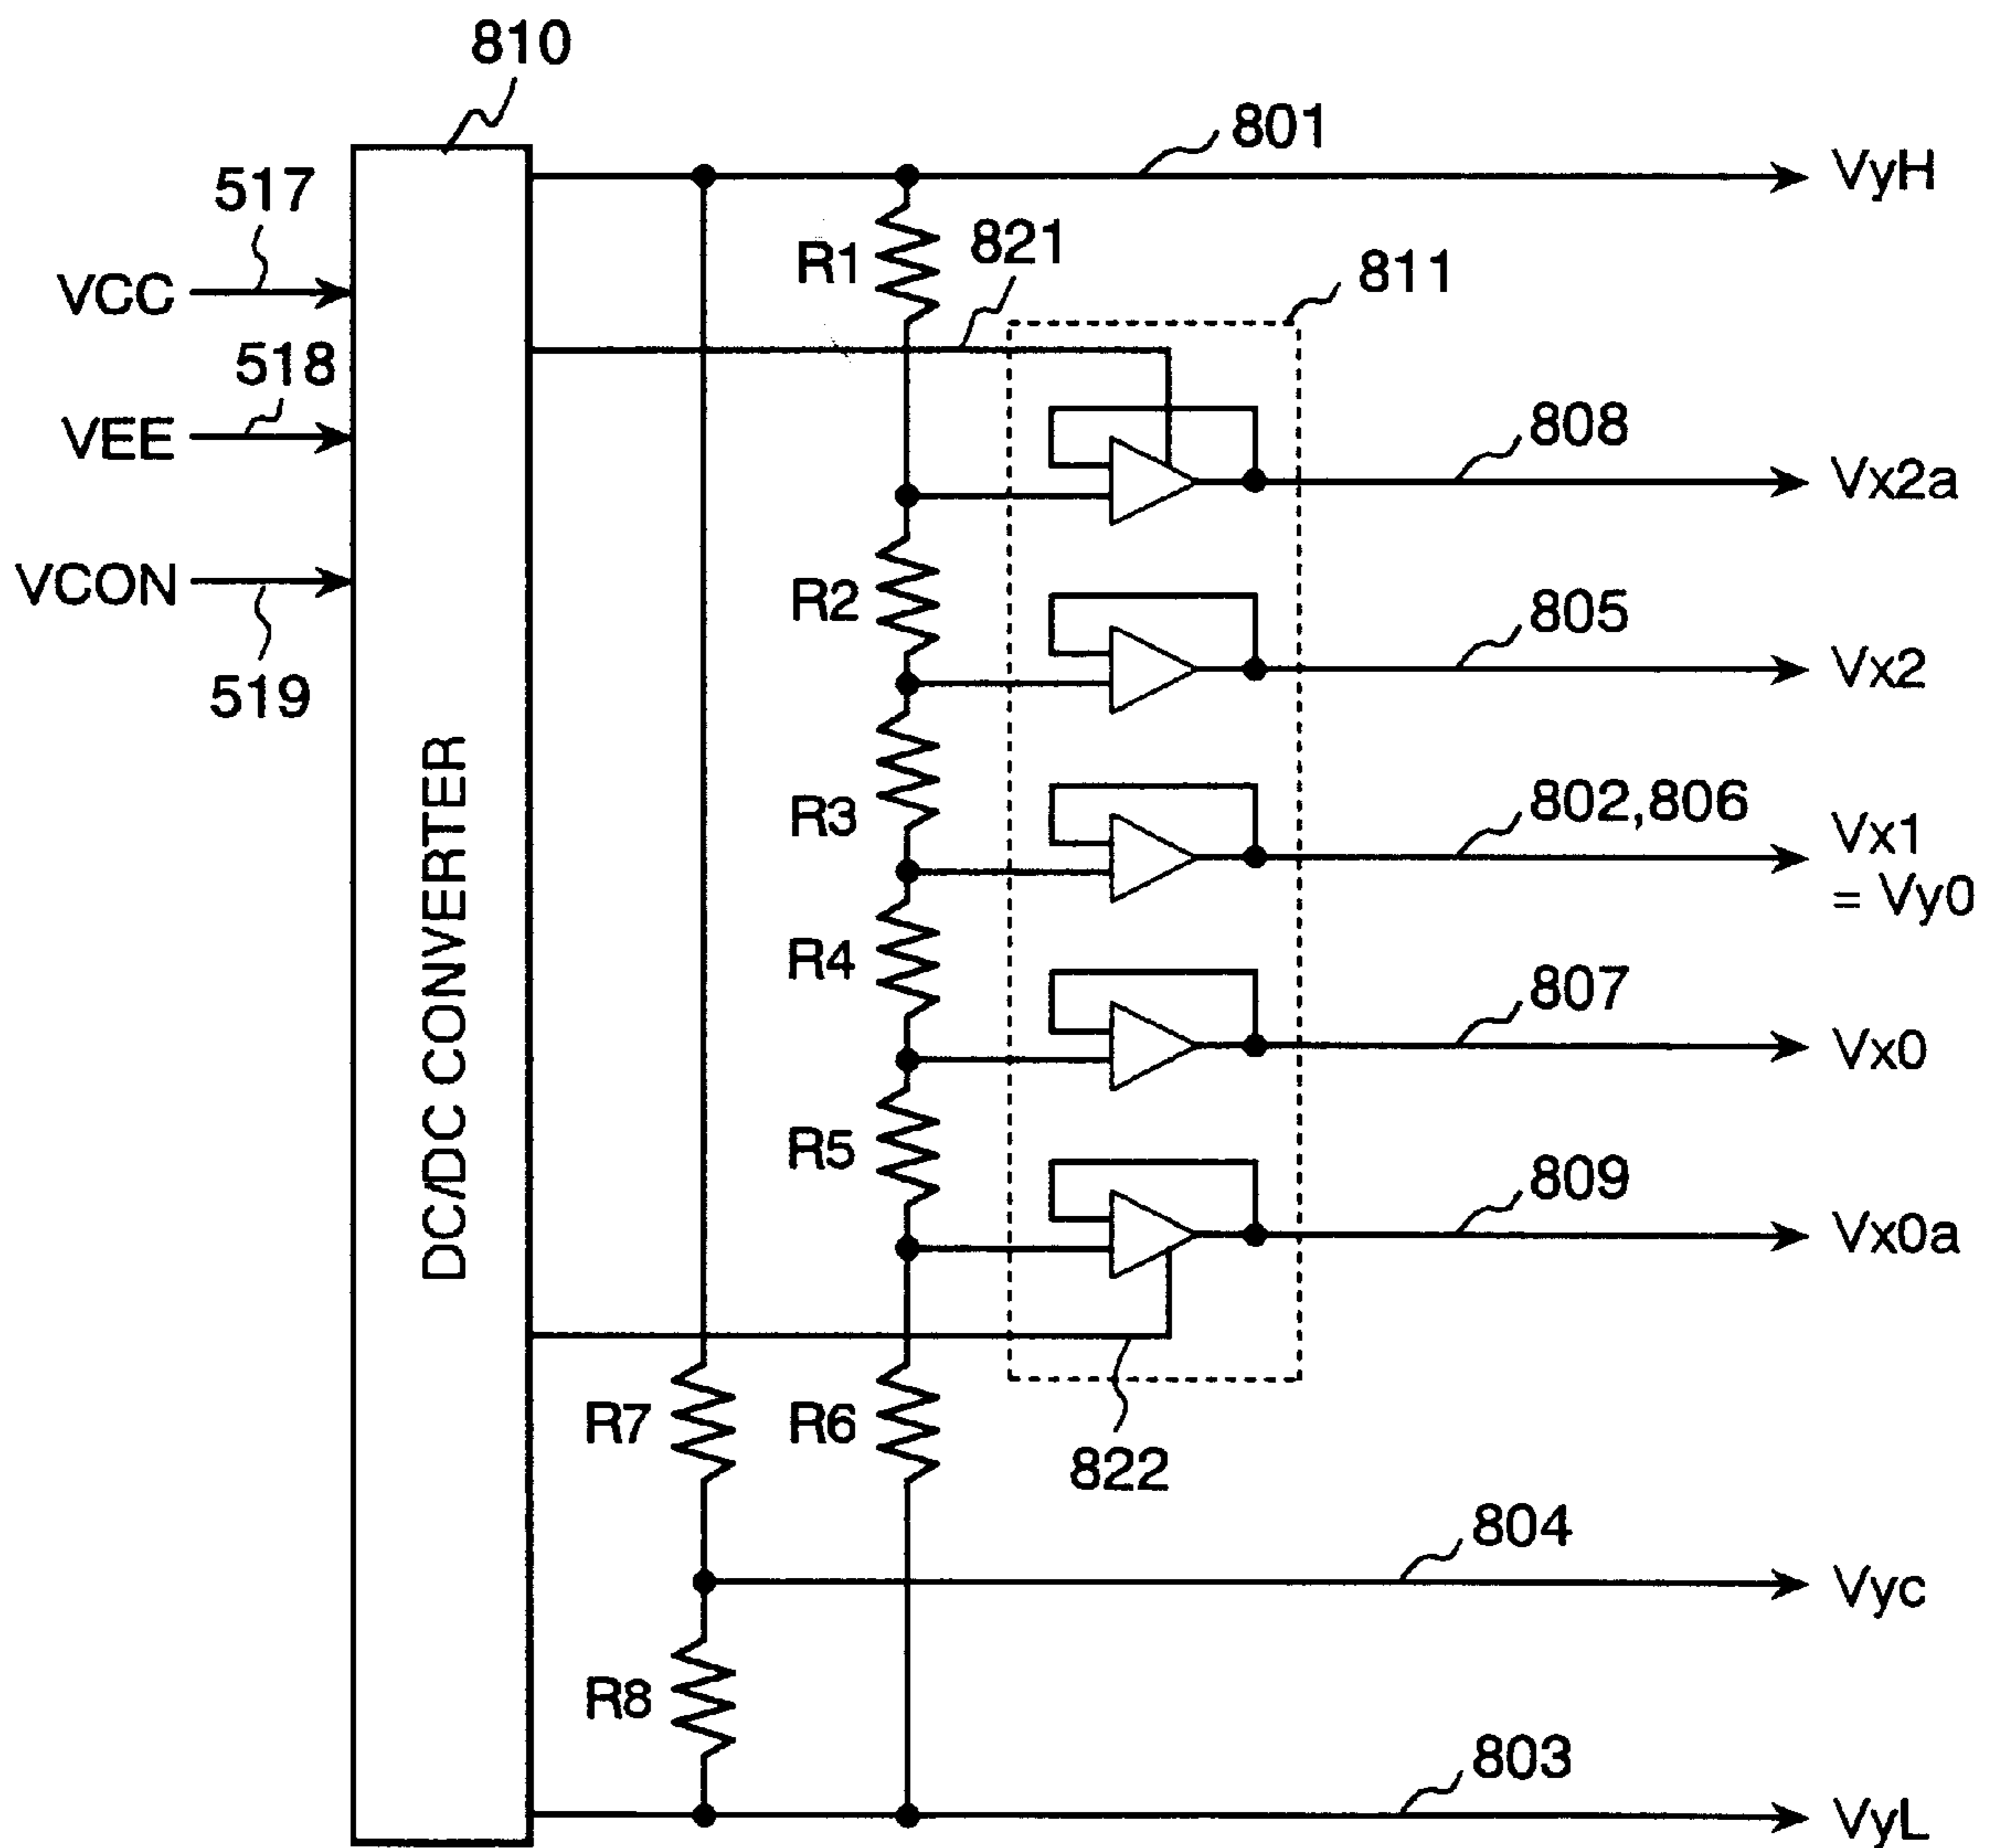 810
801
VyH
517
R1
821
811
VCC
518
VEE
808
Vx2a
VCON
519
R2
805
Vx2
DC/DC CONVERTER
R3
802,806
Vx1
= Vy0
R4
807
Vx0
R5
809
Vx0a
R7
R6
822
804
Vyc
R8
803
VyL